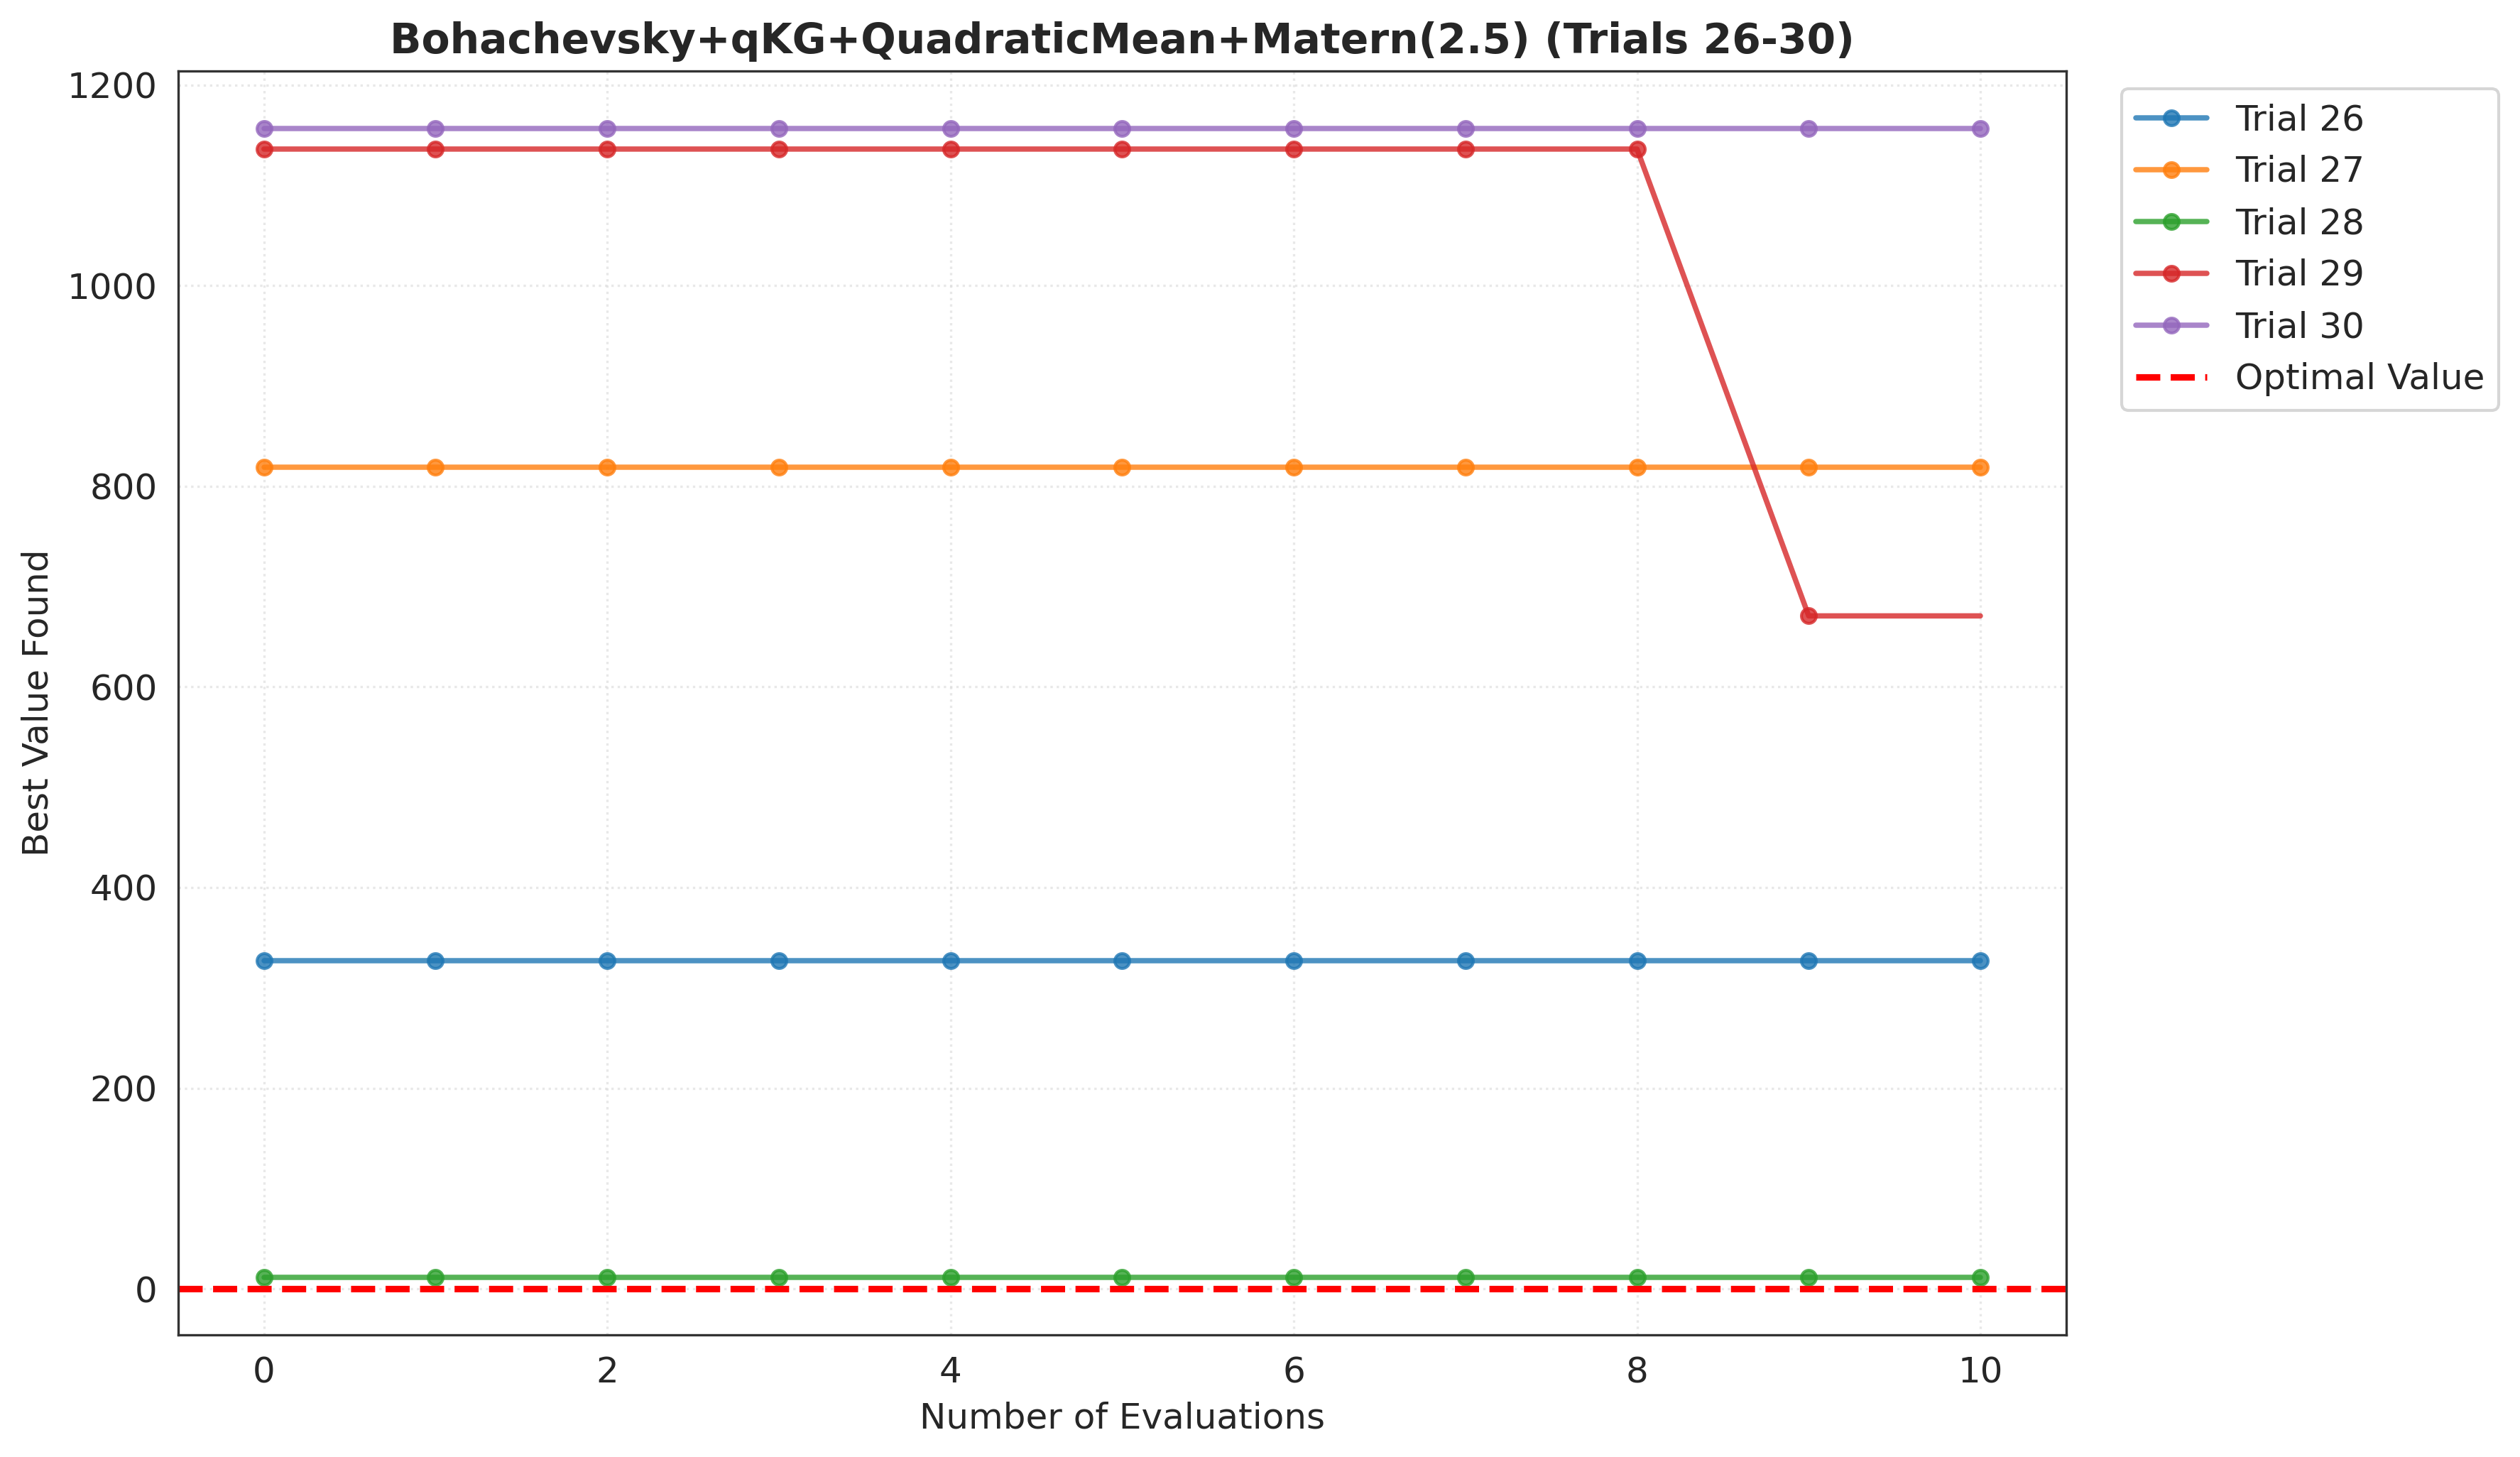 Bohachevsky+qKG+QuadraticMean+Matern(2.5) (Trials 26-30)
1200
1000
800
600
400
200
0
Best Value Found
0 2 4 6 8 10
Number of Evaluations
Trial 26
Trial 27
Trial 28
Trial 29
Trial 30
Optimal Value